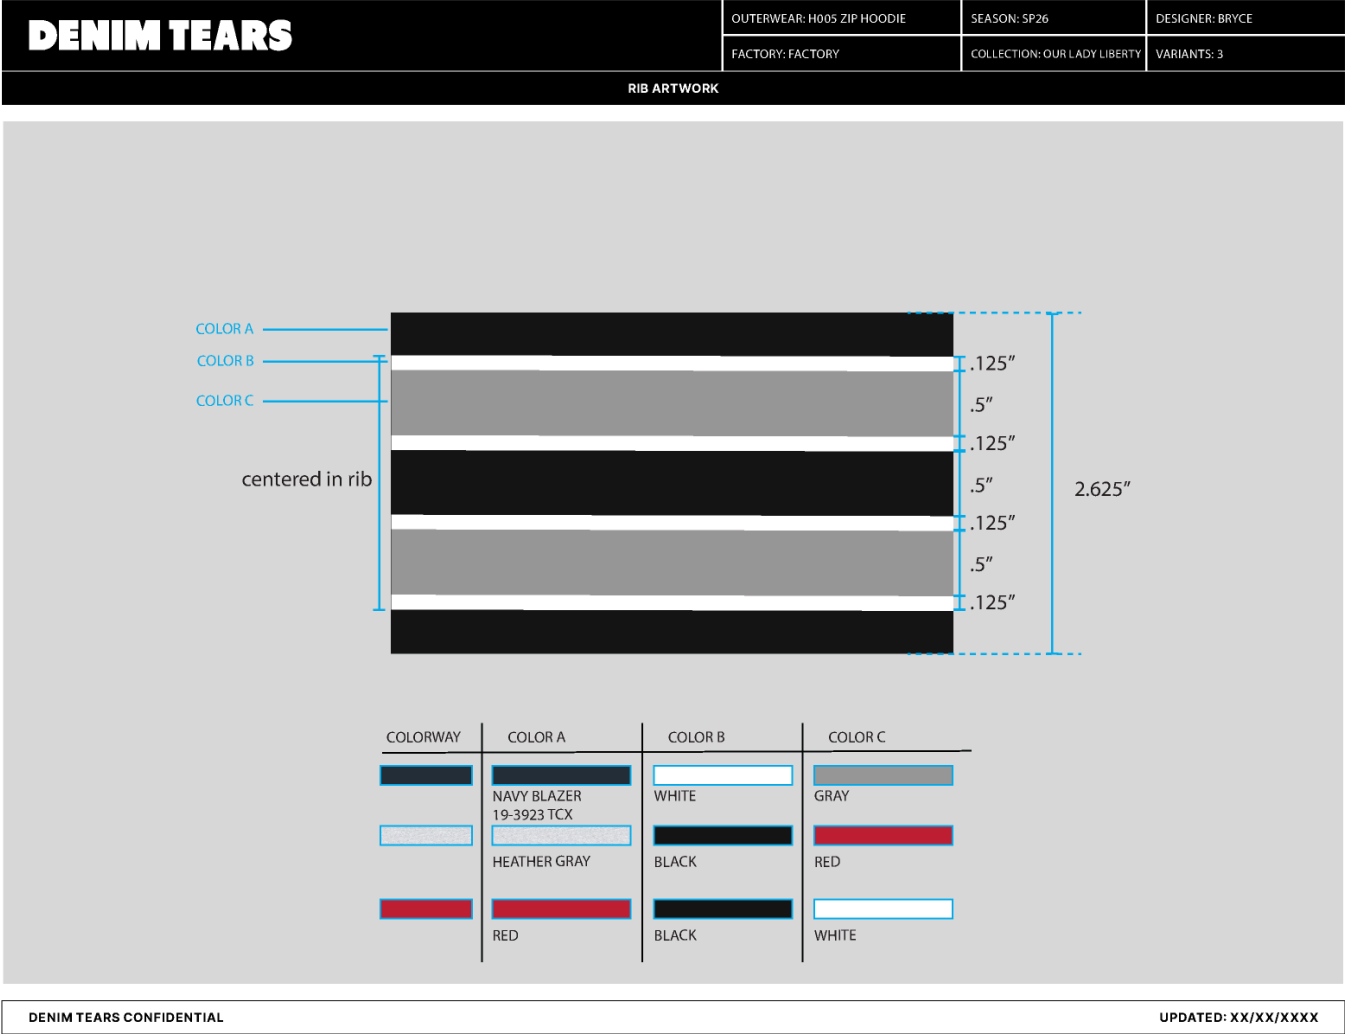 DENIM TEARS
OUTERWEAR: H005 ZIP HOODIE
SEASON: SP26
DESIGNER: BRYCE
FACTORY: FACTORY
COLLECTION: OUR LADY LIBERTY
VARIANTS: 3
RIB ARTWORK
COLOR A
COLOR B
COLOR C
centered in rib
.125”
.5”
.125”
.5”
.125”
.5”
.125”
2.625”
COLORWAY
COLOR A
COLOR B
COLOR C
NAVY BLAZER
19-3923 TCX
WHITE
GRAY
HEATHER GRAY
BLACK
RED
RED
BLACK
WHITE
DENIM TEARS CONFIDENTIAL
UPDATED: XX/XX/XXXX